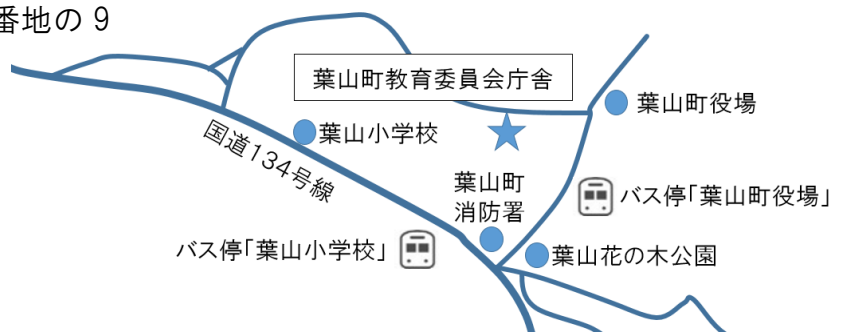 番地の 9
葉山町教育委員会庁舎
葉山町役場
葉山小学校
国道134号線
葉山町
消防署
バス停「葉山町役場」
バス停「葉山小学校」
葉山花の木公園